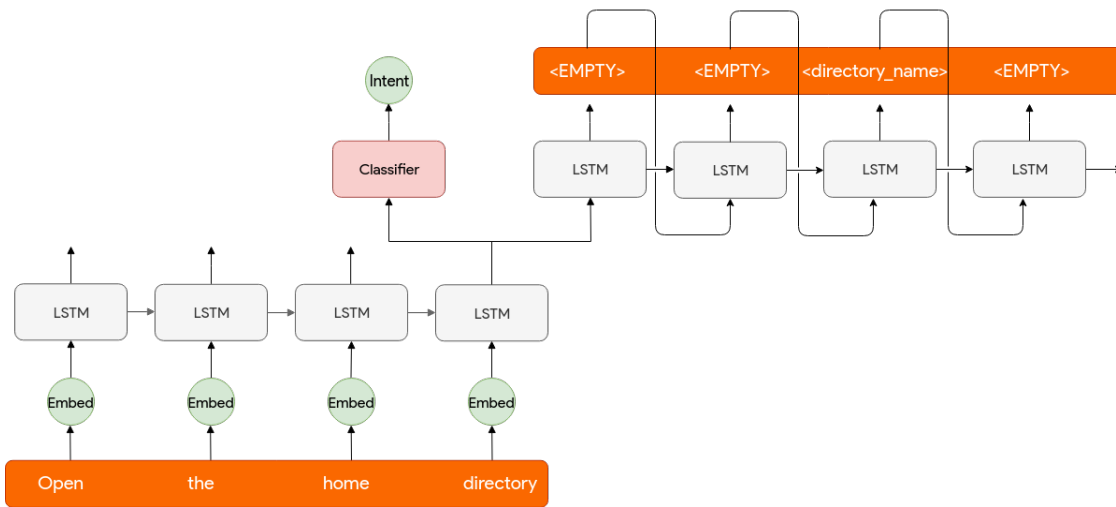 <EMPTY> <EMPTY> <directory_name> <EMPTY>
Intent
Classifier
LSTM LSTM LSTM LSTM
LSTM LSTM LSTM LSTM
Embed Embed Embed Embed
Open the home directory